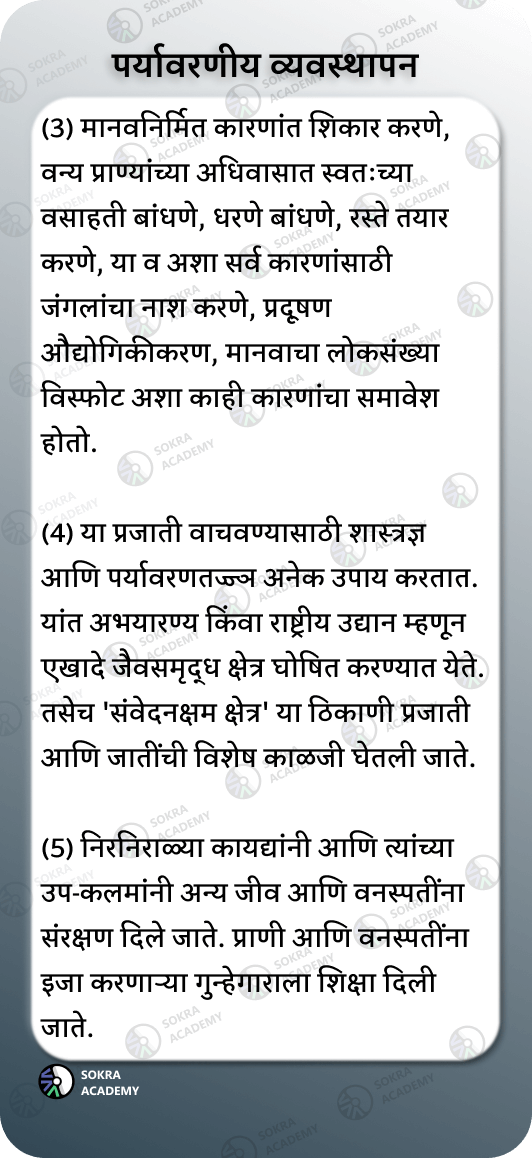 पर्यावरणीय व्यवस्थापन
(3) मानवनिर्मित कारणांत शिकार करणे,
वन्य प्राण्यांच्या अधिवासात स्वतःच्या
वसाहती बांधणे, धरणे बांधणे, रस्ते तयार
करणे, या व अशा सर्व कारणांसाठी
जंगलांचा नाश करणे, प्रदूषण
औद्योगिकीकरण, मानवाचा लोकसंख्या
विस्फोट अशा काही कारणांचा समावेश
होतो.
(4) या प्रजाती वाचवण्यासाठी शास्त्रज्ञ
आणि पर्यावरणतज्ज्ञ अनेक उपाय करतात.
यांत अभयारण्य किंवा राष्ट्रीय उद्यान म्हणून
एखादे जैवसमृद्ध क्षेत्र घोषित करण्यात येते.
तसेच 'संवेदनक्षम क्षेत्र' या ठिकाणी प्रजाती
आणि जातींची विशेष काळजी घेतली जाते.
(5) निरनिराळ्या कायद्यांनी आणि त्यांच्या
उप-कलमांनी अन्य जीव आणि वनस्पतींना
संरक्षण दिले जाते. प्राणी आणि वनस्पतींना
इजा करणाऱ्या गुन्हेगाराला शिक्षा दिली
जाते.
SOKRA
ACADEMY